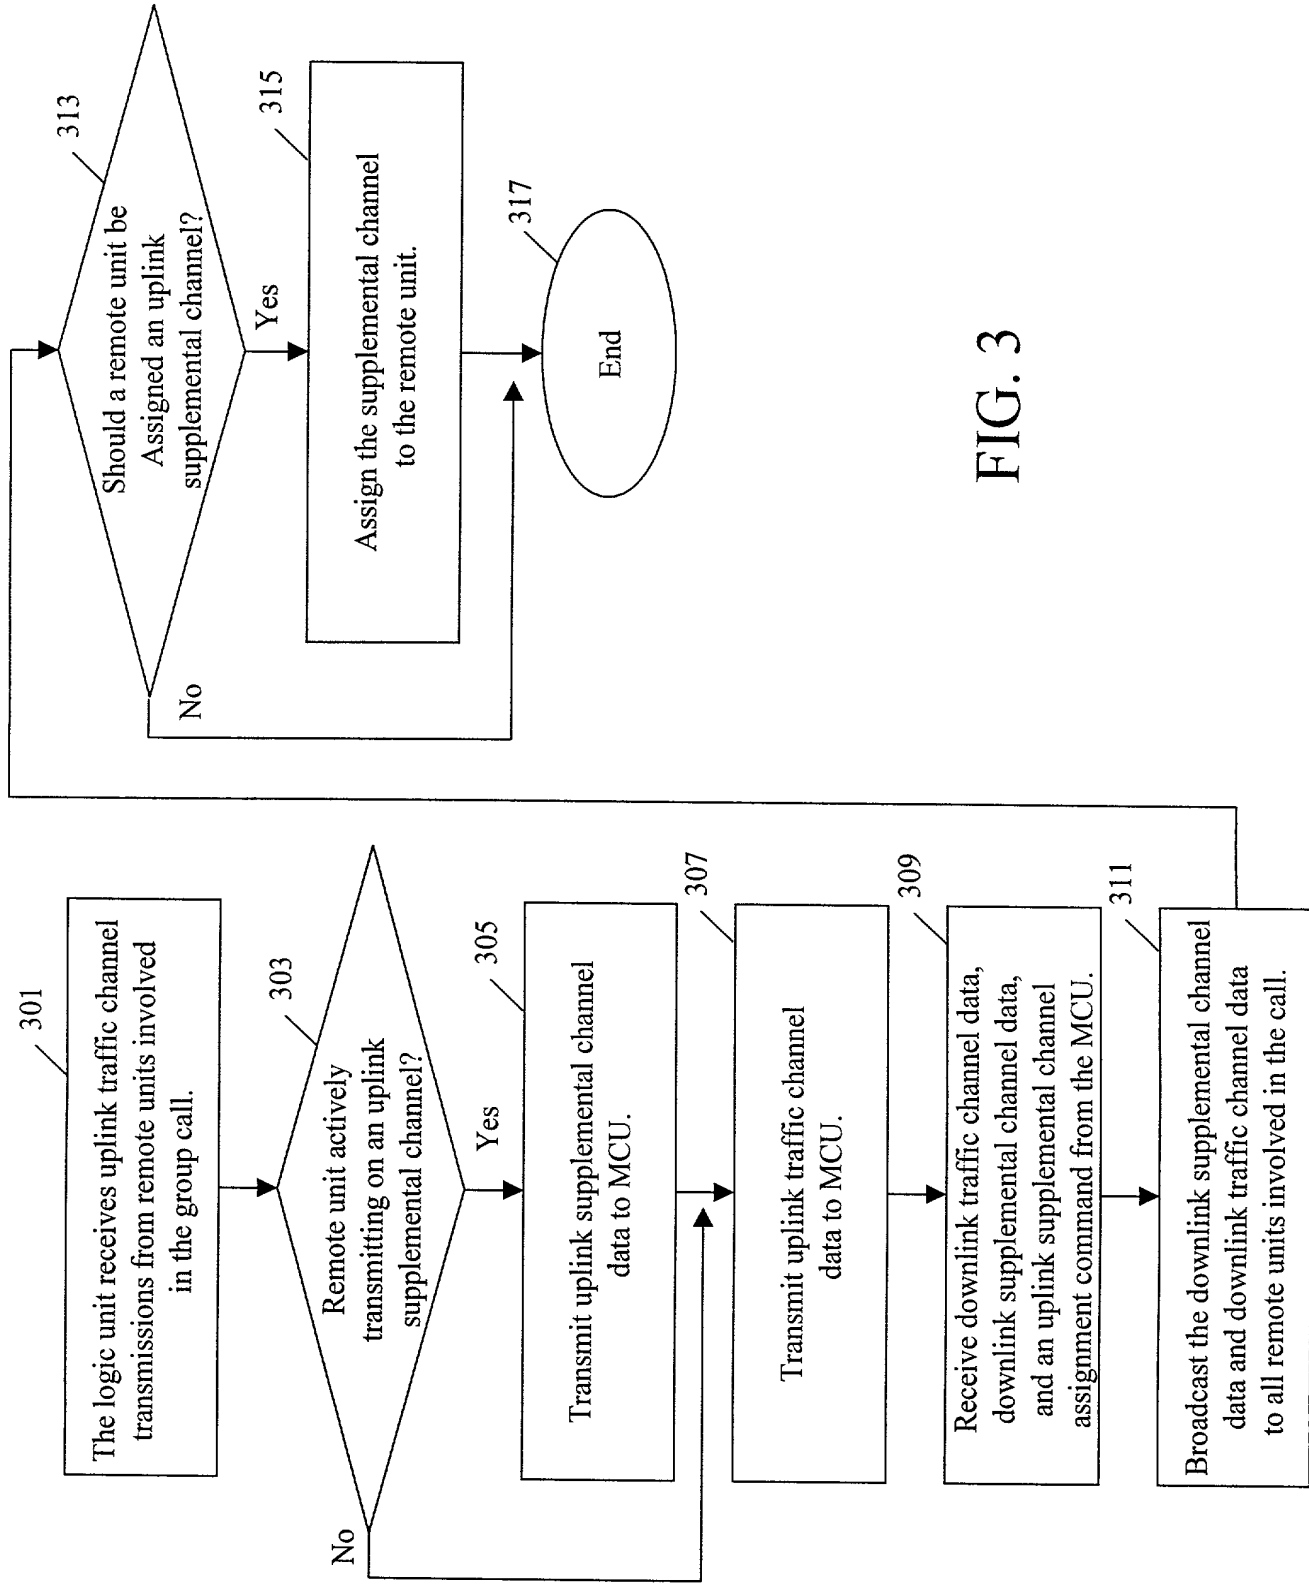 301
The logic unit receives uplink traffic channel
transmissions from remote units involved
in the group call.
303
Remote unit actively
transmitting on an uplink
supplemental channel?
No
Yes
305
Transmit uplink supplemental channel
data to MCU.
307
Transmit uplink traffic channel
data to MCU.
309
Receive downlink traffic channel data,
downlink supplemental channel data,
and an uplink supplemental channel
assignment command from the MCU.
311
Broadcast the downlink supplemental channel
data and downlink traffic channel data
to all remote units involved in the call.
313
Should a remote unit be
Assigned an uplink
supplemental channel?
No
Yes
315
Assign the supplemental channel
to the remote unit.
317
End
FIG. 3